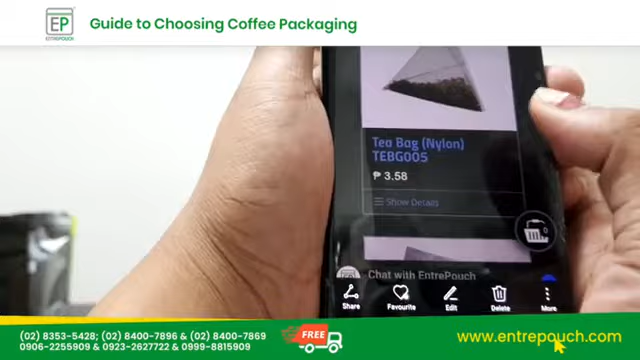 EP
ENTREPOUCH
Guide to Choosing Coffee Packaging
Tea Bag (Nylon)
TEBG005
₱ 3.58
Show Details
0
Chat with EntrePouch
Share
Favourite
Edit
Delete
More
(02) 8353-5428; (02) 8400-7896 & (02) 8400-7869
0906-2255909 & 0923-2627722 & 0999-8815909
FREE
www.entrepouch.com